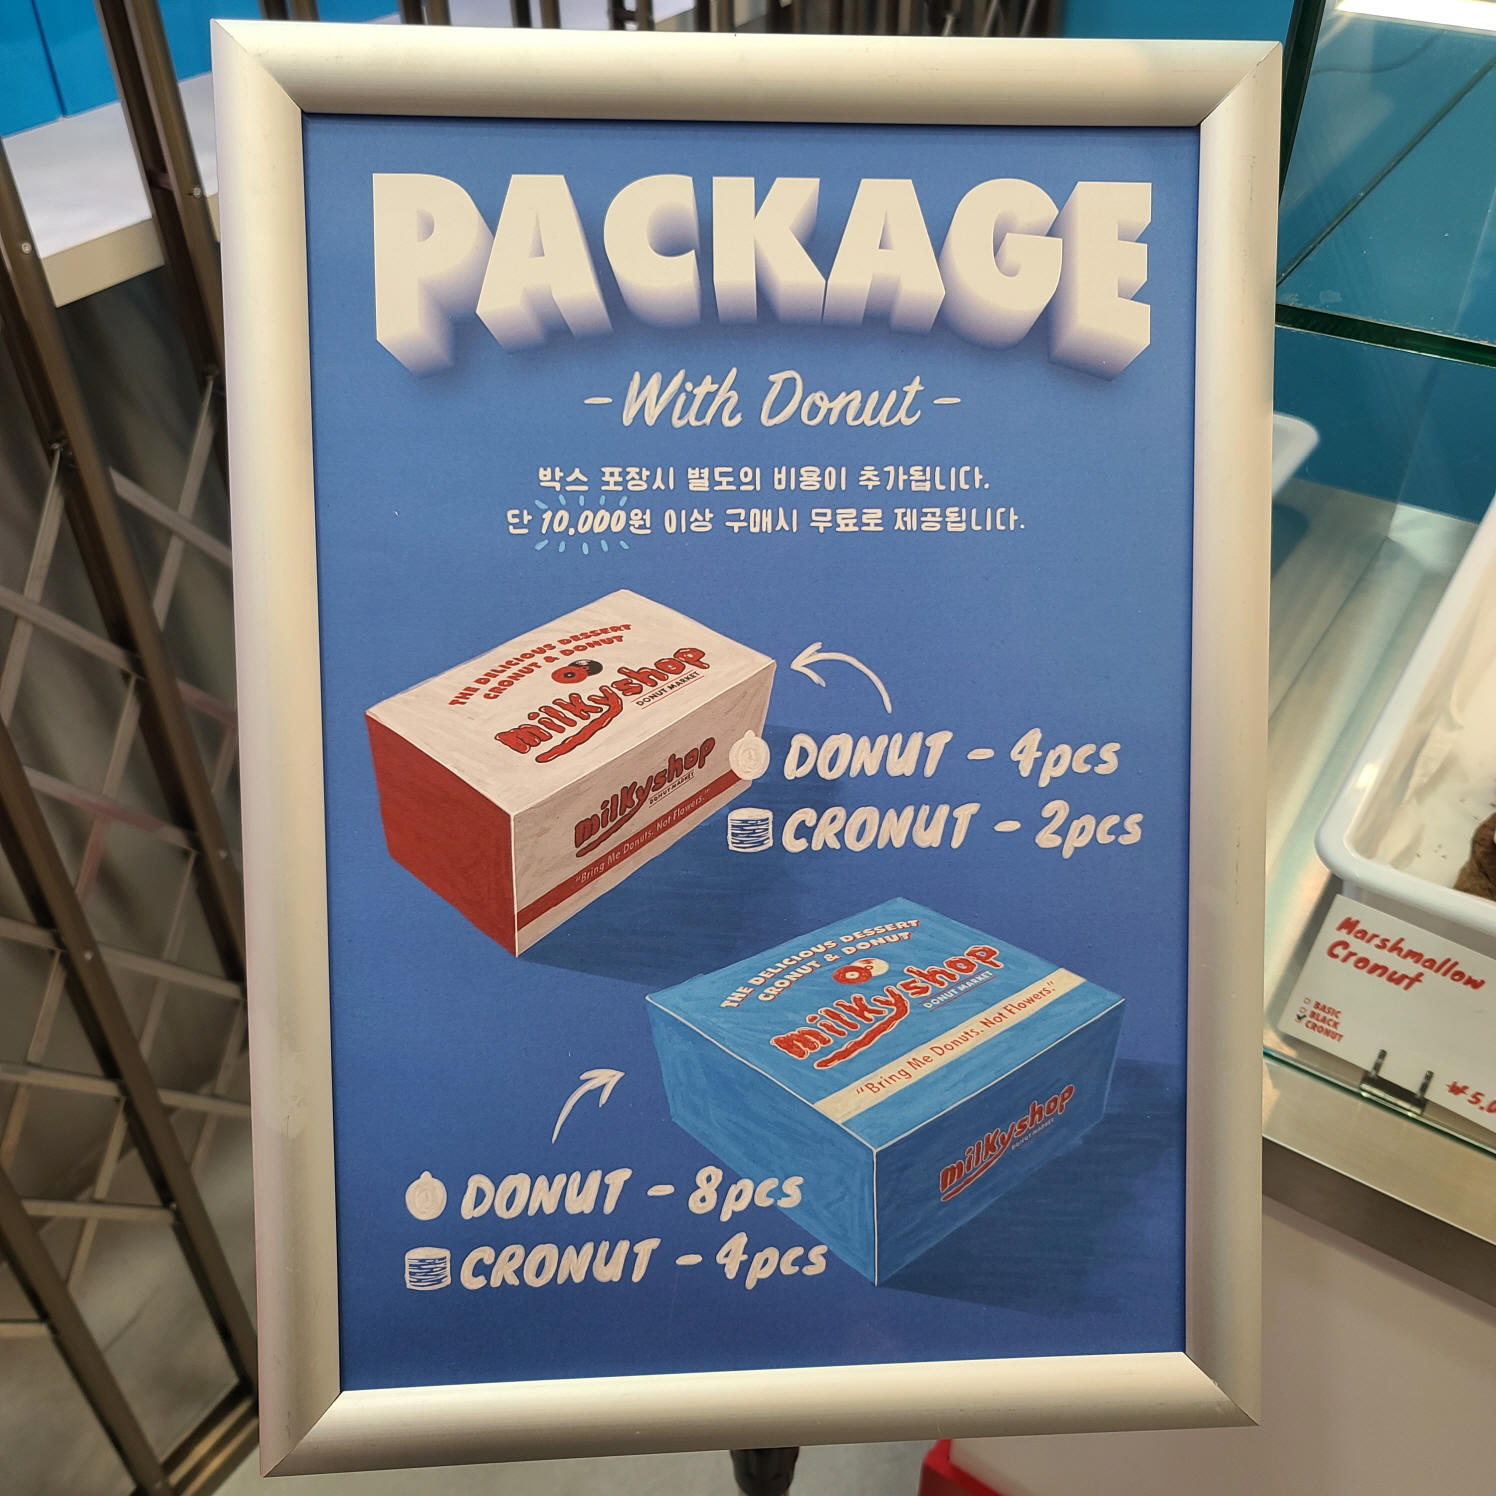 PACKAGE
-With Donut-
박스 포장시 별도의 비용이 추가됩니다.
단 10,000원 이상 구매시 무료로 제공됩니다.
THE DELICIOUS DESSERT
CRONUT & DONUT
milkyshop
DONUT MARKET
milkyshop
DONUT MARKET
"Bring Me Donuts, Not Flowers."
DONUT - 4pcs
CRONUT - 2pcs
THE DELICIOUS DESSERT
CRONUT & DONUT
milkyshop
DONUT MARKET
"Bring Me Donuts, Not Flowers."
milkyshop
DONUT MARKET
DONUT - 8pcs
CRONUT - 4pcs
Marshmallow
Cronut
BASIC
BLACK
CRONUT